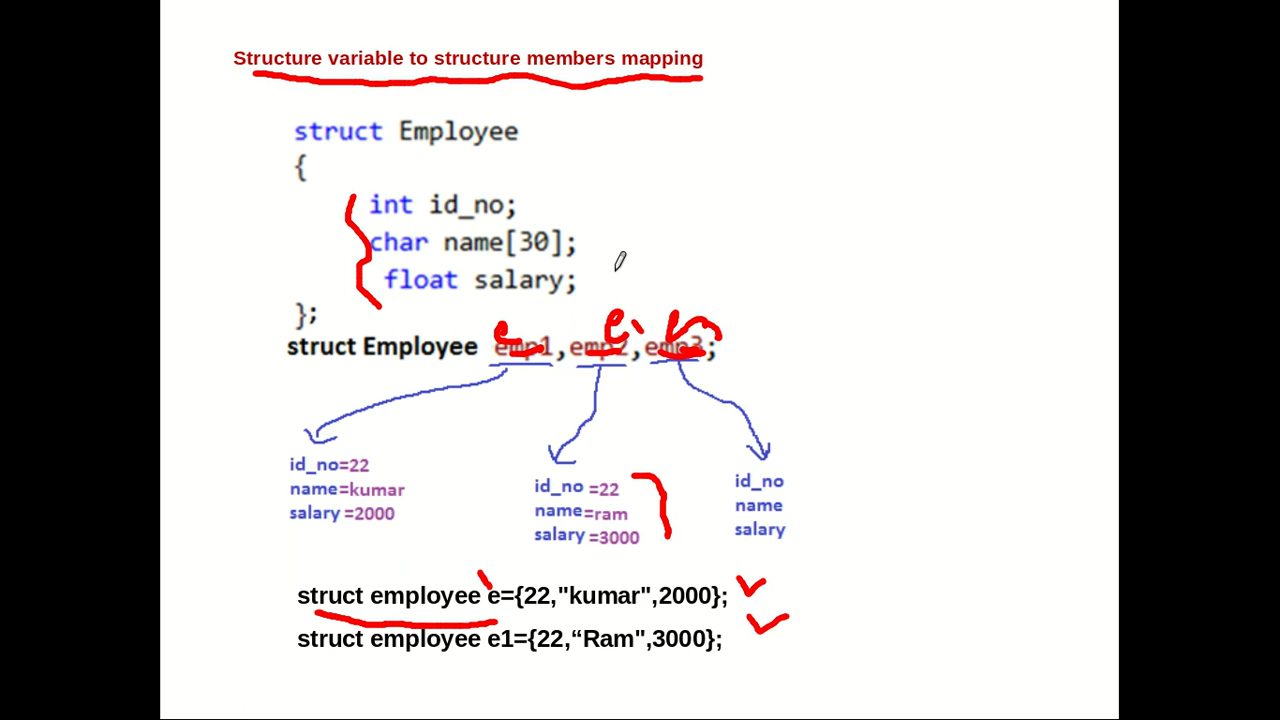 Structure variable to structure members mapping
struct Employee
{
int id_no;
char name[30];
float salary;
};
e e
struct Employee emp1,emp2,emp3;
id_no=22
name=kumar
salary =2000
id_no =22
name=ram
salary =3000
id_no
name
salary
struct employee e={22,"kumar",2000};
struct employee e1={22,“Ram",3000};